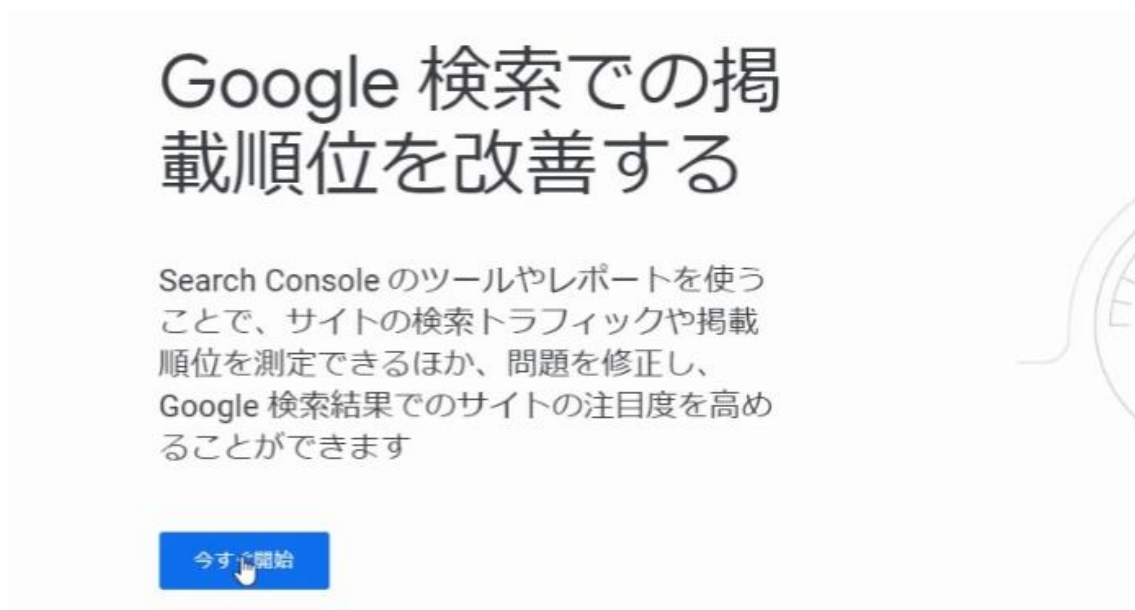 Google 検索での掲
載順位を改善する
Search Console のツールやレポートを使う
ことで、サイトの検索トラフィックや掲載
順位を測定できるほか、問題を修正し、
Google 検索結果でのサイトの注目度を高め
ることができます
今すぐ開始